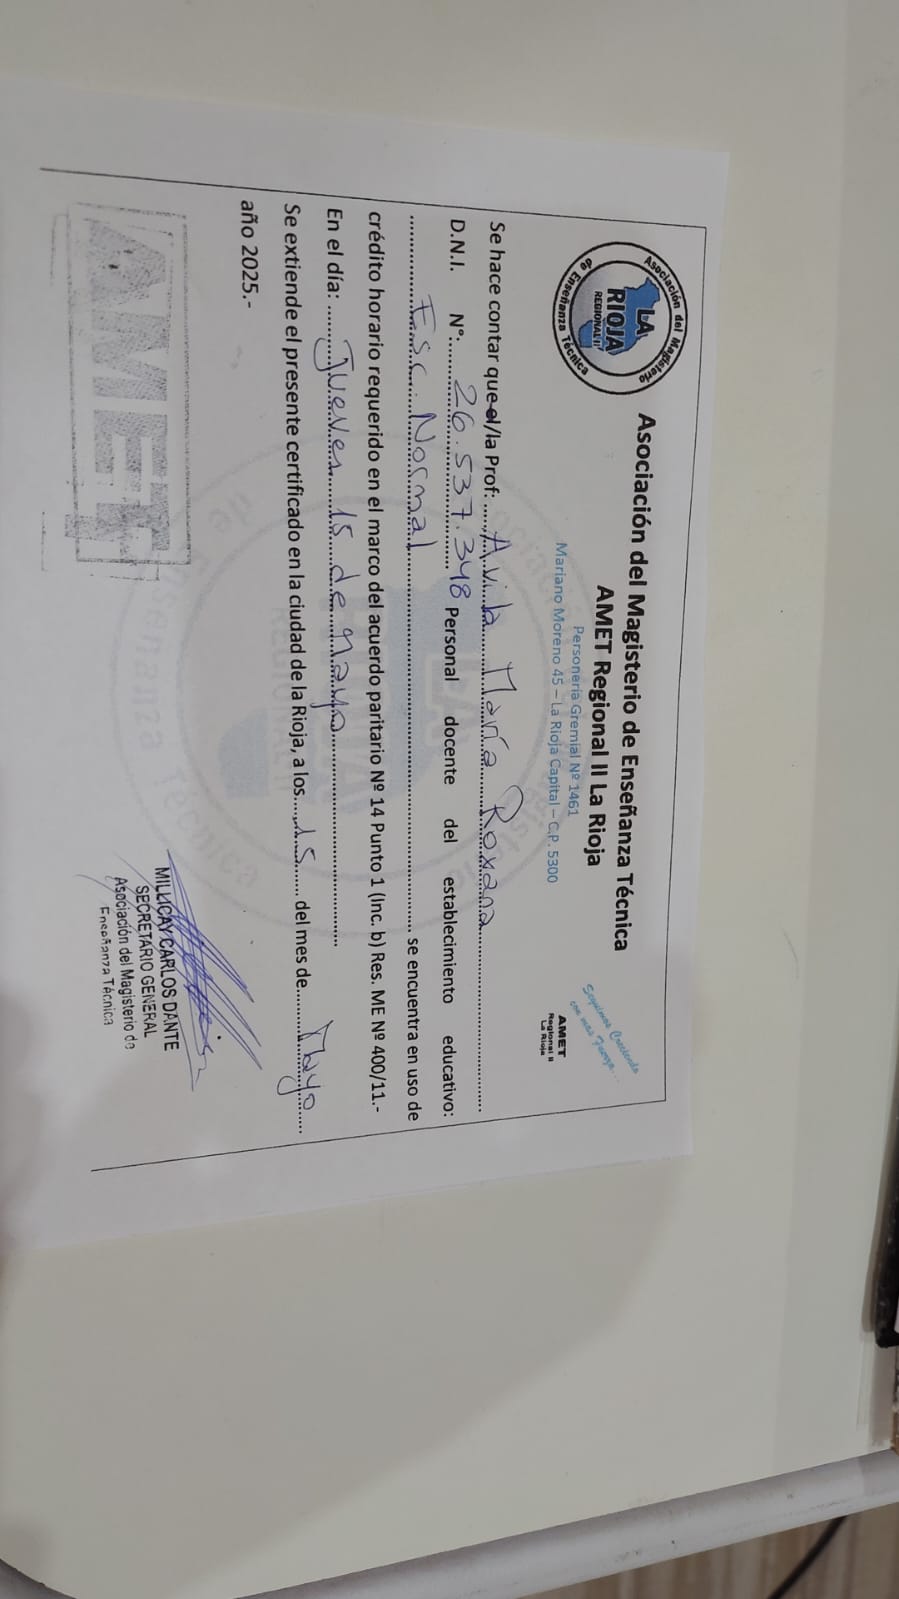 Asociación del Magisterio de Enseñanza Técnica
LA
RIOJA
REGIONAL II
Asociación del Magisterio de Enseñanza Técnica
AMET Regional II La Rioja
Personería Gremial Nº 1461
Mariano Moreno 45 – La Rioja Capital – C.P. 5300
Seguimos Creciendo
con más Fuerza...
AMET
Regional II
La Rioja
Se hace contar que el/la Prof: Avila María Roxana
D.N.I. Nº: 26.537.348 Personal docente del establecimiento educativo:
Esc. Normal se encuentra en uso de
crédito horario requerido en el marco del acuerdo paritario Nº 14 Punto 1 (Inc. b) Res. ME Nº 400/11.-
En el día: Jueves 15 de Mayo
Se extiende el presente certificado en la ciudad de la Rioja, a los 15 del mes de Mayo
año 2025.-
AMET
MILLICAY CARLOS DANTE
SECRETARIO GENERAL
Asociación del Magisterio de
Enseñanza Técnica